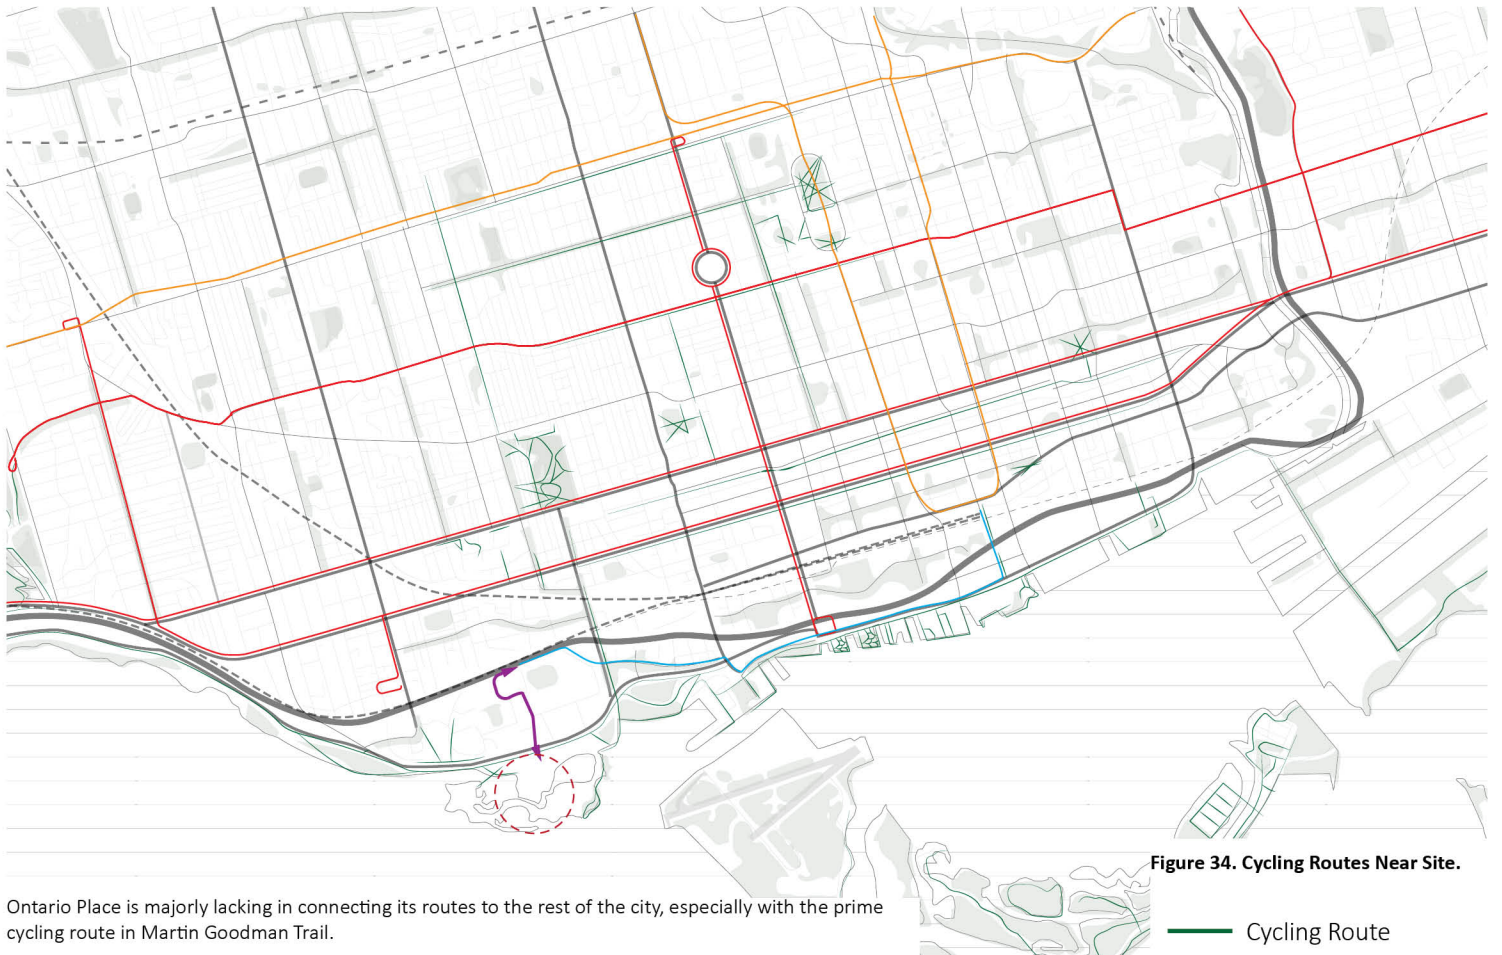 Figure 34. Cycling Routes Near Site.
Ontario Place is majorly lacking in connecting its routes to the rest of the city, especially with the prime
cycling route in Martin Goodman Trail.
Cycling Route